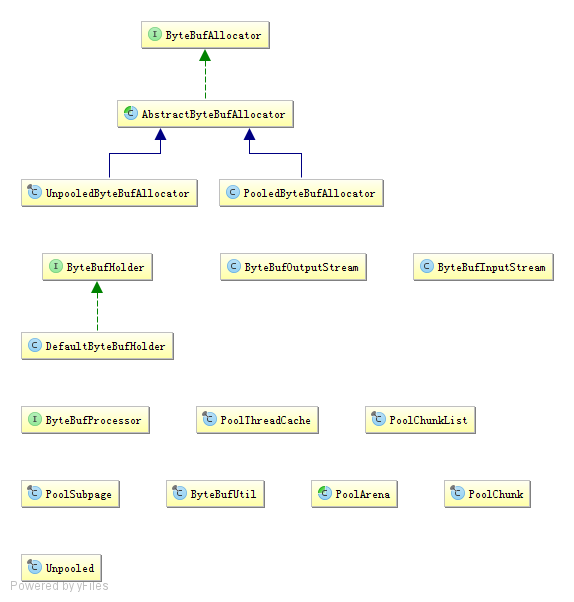 I ByteBufAllocator
C AbstractByteBufAllocator
C UnpooledByteBufAllocator
C PooledByteBufAllocator
I ByteBufHolder
C ByteBufOutputStream
C ByteBufInputStream
C DefaultByteBufHolder
I ByteBufProcessor
C PoolThreadCache
C PoolChunkList
C PoolSubpage
C ByteBufUtil
C PoolArena
C PoolChunk
C Unpooled
Powered by yFiles